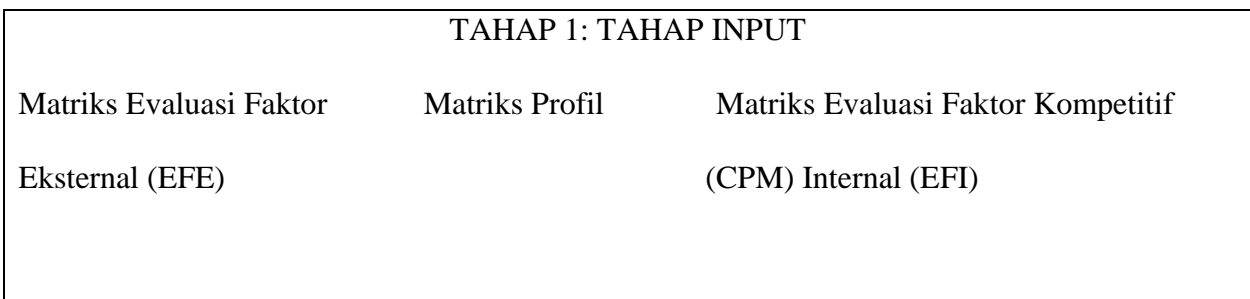 TAHAP 1: TAHAP INPUT
Matriks Evaluasi Faktor Matriks Profil Matriks Evaluasi Faktor Kompetitif
Eksternal (EFE) (CPM) Internal (EFI)